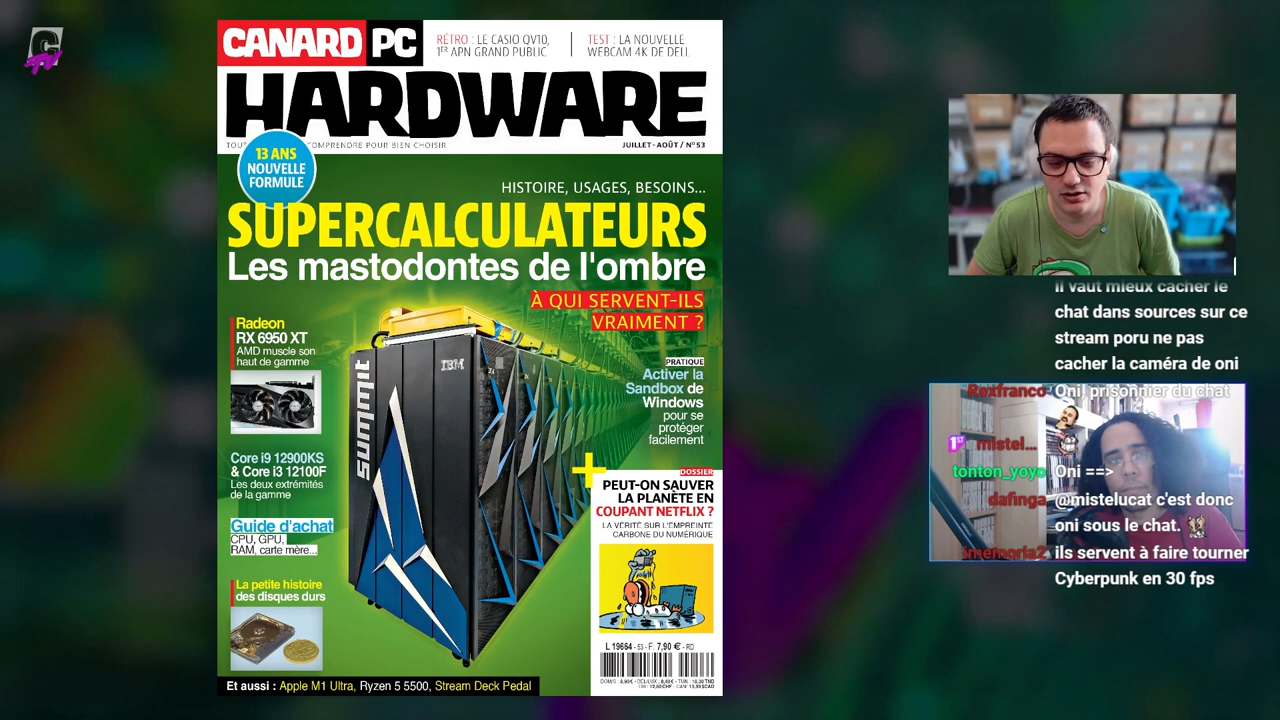 CANARD PC
RÉTRO : LE CASIO QV10,
1ER APN GRAND PUBLIC
TEST : LA NOUVELLE
WEBCAM 4K DE DELL
HARDWARE
TOUT COMPRENDRE POUR BIEN CHOISIR
JUILLET-AOÛT / N°53
13 ANS
NOUVELLE
FORMULE
HISTOIRE, USAGES, BESOINS...
SUPERCALCULATEURS
Les mastodontes de l'ombre
À QUI SERVENT-ILS
VRAIMENT ?
Radeon
RX 6950 XT
AMD muscle son
haut de gamme
Core i9 12900KS
& Core i3 12100F
Les deux extrémités
de la gamme
Guide d'achat
CPU, GPU,
RAM, carte mère...
La petite histoire
des disques durs
summit
IBM
PRATIQUE
Activer la
Sandbox de
Windows
pour se
protéger
facilement
+
DOSSIER
PEUT-ON SAUVER
LA PLANÈTE EN
COUPANT NETFLIX ?
LA VÉRITÉ SUR L'EMPREINTE
CARBONE DU NUMÉRIQUE
L 19664 - 53 - F: 7,90 € - RD
Et aussi : Apple M1 Ultra, Ryzen 5 5500, Stream Deck Pedal
il vaut mieux cacher le
chat dans sources sur ce
stream poru ne pas
cacher la caméra de oni
Rexfranco Oni, prisonnier du chat
1ST mistel...
tonton_yoyo Oni ==>
dafinga @mistelucat c'est donc
oni sous le chat.
imemoria2 ils servent à faire tourner
Cyberpunk en 30 fps